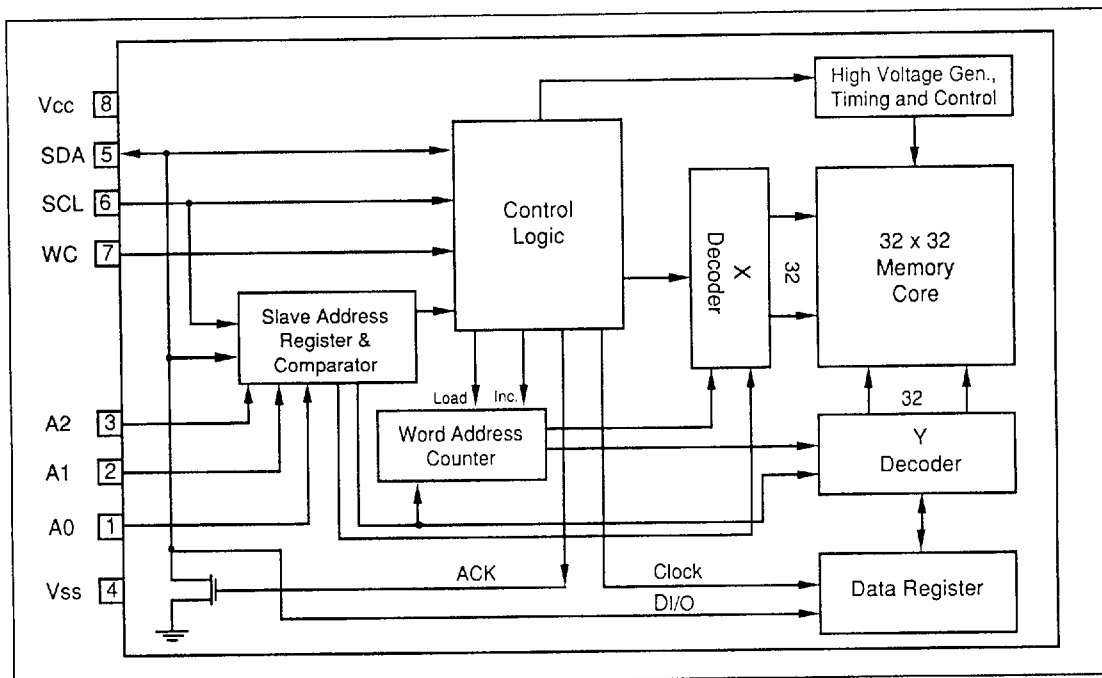 High Voltage Gen.,
Timing and Control
Vcc 8
SDA 5
SCL 6
WC 7
Control
Logic
X
Decoder
32
32 x 32
Memory
Core
Slave Address
Register &
Comparator
Load
Inc.
32
A2 3
A1 2
A0 1
Word Address
Counter
Y
Decoder
Vss 4
ACK
Clock
DI/O
Data Register